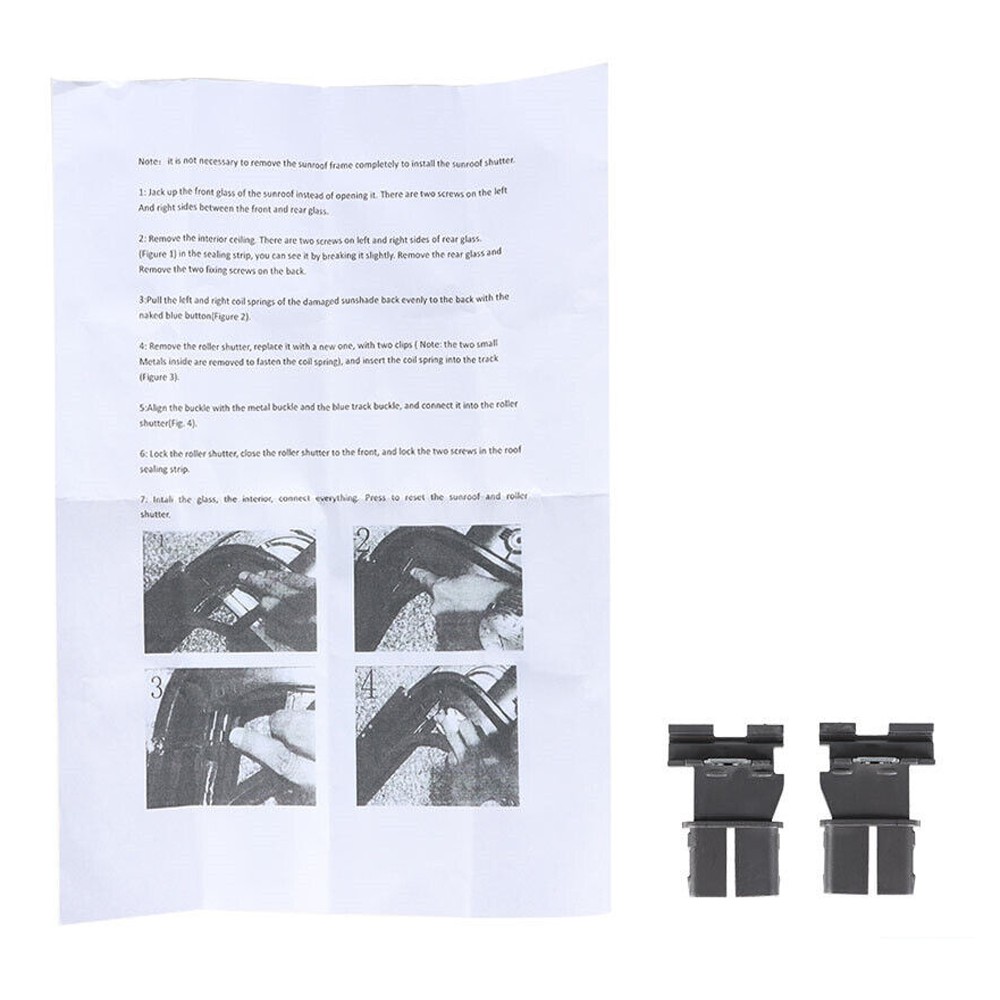 Note: it is not necessary to remove the sunroof frame completely to install the sunroof shutter.
1: Jack up the front glass of the sunroof instead of opening it. There are two screws on the left
And right sides between the front and rear glass.
2: Remove the interior ceiling. There are two screws on left and right sides of rear glass.
(Figure 1) in the sealing strip, you can see it by breaking it slightly. Remove the rear glass and
Remove the two fixing screws on the back.
3:Pull the left and right coil springs of the damaged sunshade back evenly to the back with the
naked blue button(Figure 2).
4: Remove the roller shutter, replace it with a new one, with two clips ( Note: the two small
Metals inside are removed to fasten the coil spring), and insert the coil spring into the track
(Figure 3).
5:Align the buckle with the metal buckle and the blue track buckle, and connect it into the roller
shutter(Fig. 4).
6: Lock the roller shutter, close the roller shutter to the front, and lock the two screws in the roof
sealing strip.
7: Intall the glass, the interior, connect everything. Press to reset the sunroof and roller
shutter.
1
2
3
4